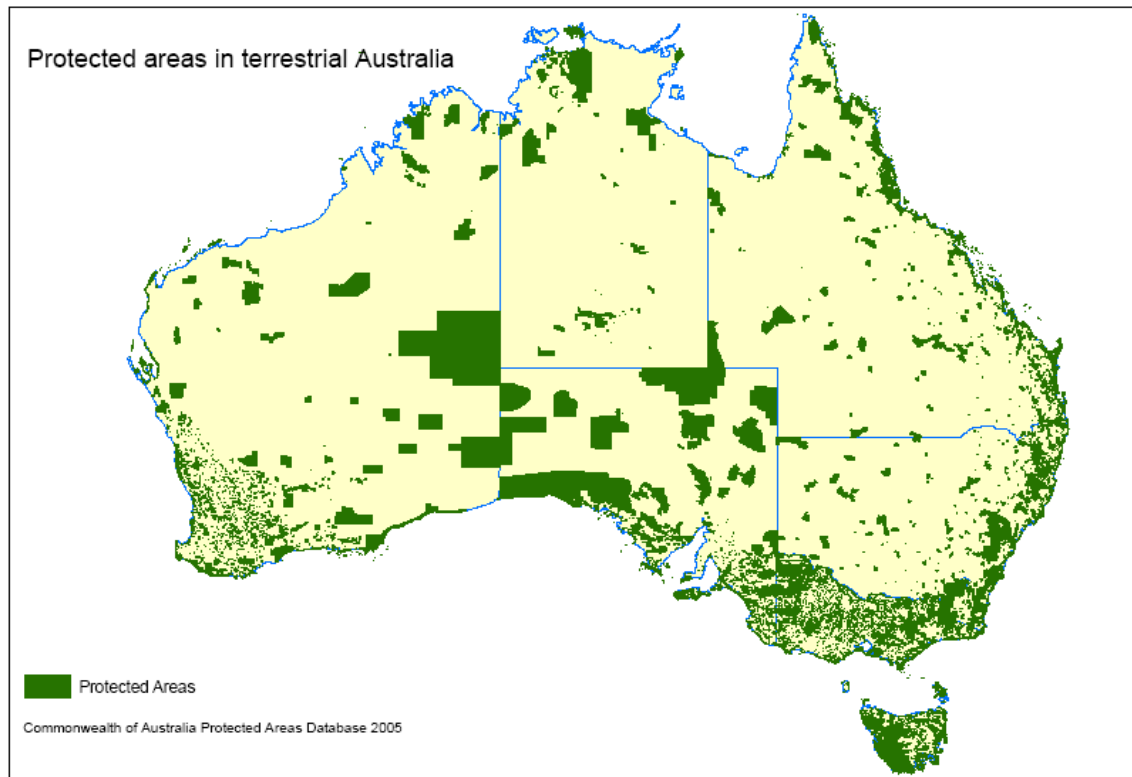 Protected areas in terrestrial Australia
Protected Areas
Commonwealth of Australia Protected Areas Database 2005